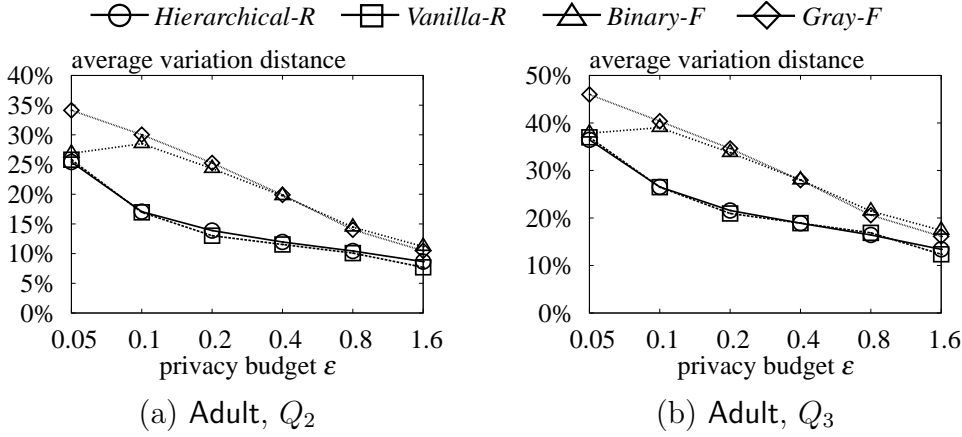 Hierarchical-R Vanilla-R Binary-F Gray-F
average variation distance
40%
35%
30%
25%
20%
15%
10%
5%
0%
0.05 0.1 0.2 0.4 0.8 1.6
privacy budget ε
(a) Adult, Q2
average variation distance
50%
40%
30%
20%
10%
0%
0.05 0.1 0.2 0.4 0.8 1.6
privacy budget ε
(b) Adult, Q3